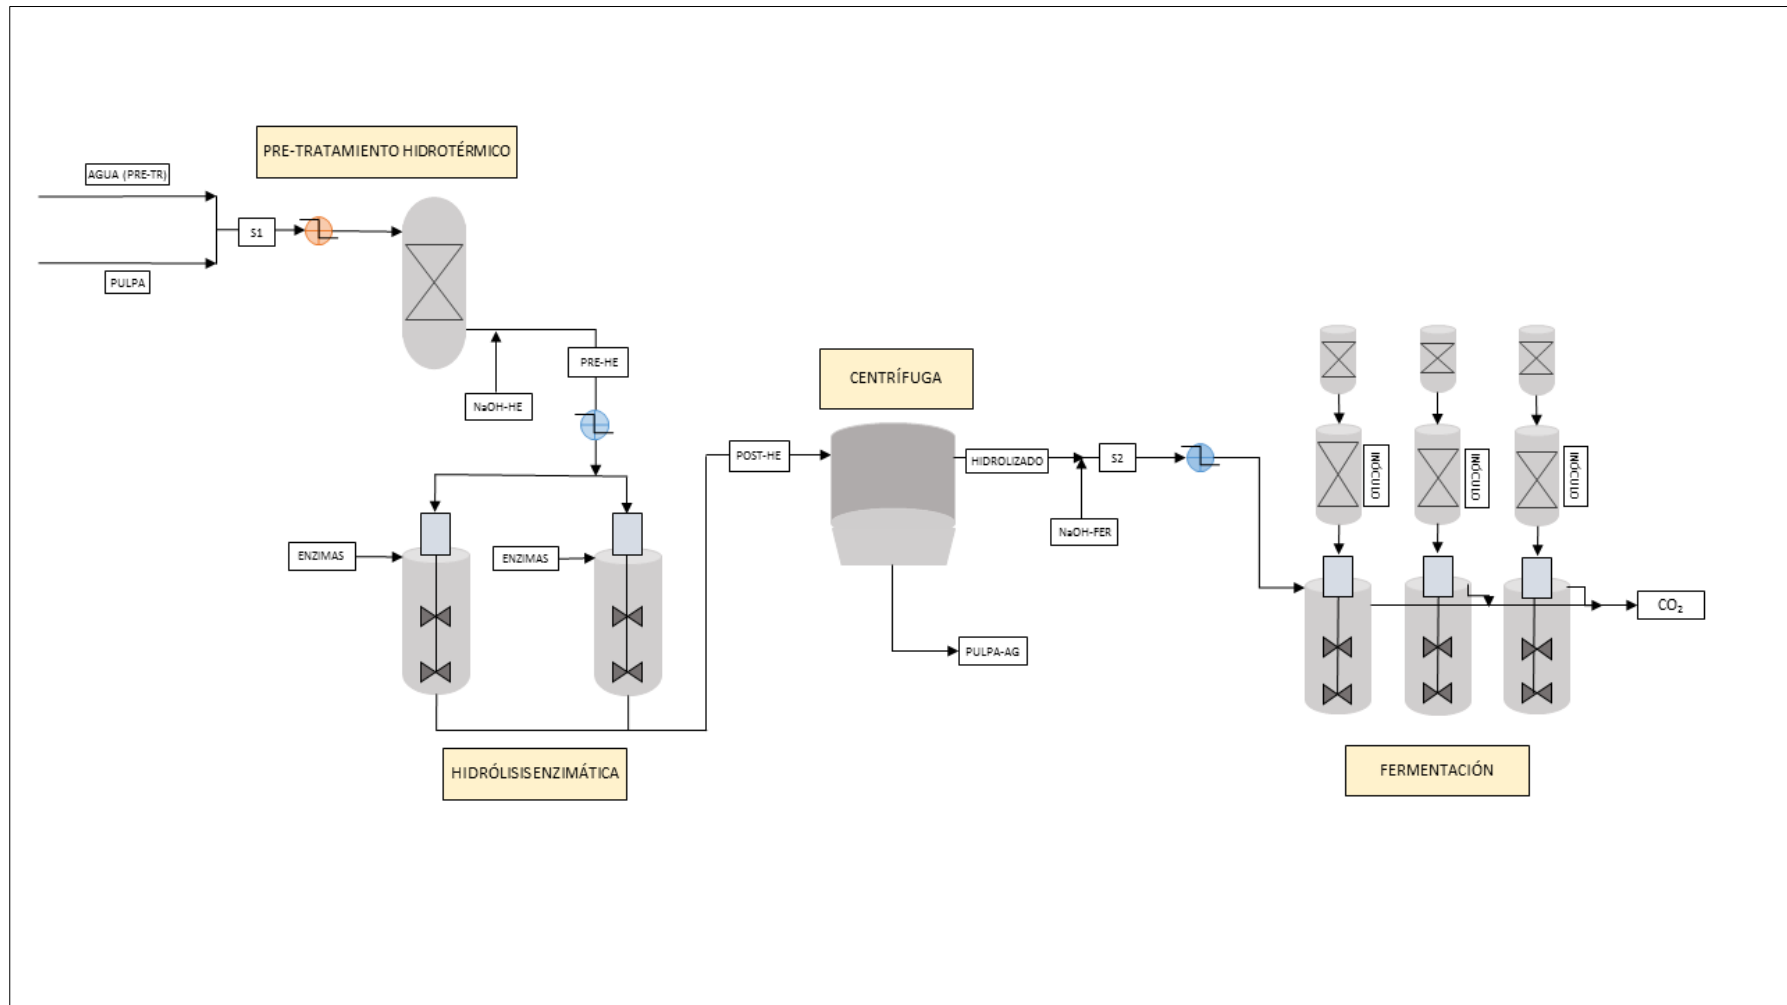 PRE-TRATAMIENTO HIDROTÉRMICO
AGUA (PRE-TR)
S1
PULPA
PRE-HE
NaOH-HE
ENZIMAS
ENZIMAS
HIDRÓLISIS ENZIMÁTICA
POST-HE
CENTRÍFUGA
HIDROLIZADO
S2
NaOH-FER
PULPA-AG
INÓCULO
INÓCULO
INÓCULO
CO₂
FERMENTACIÓN